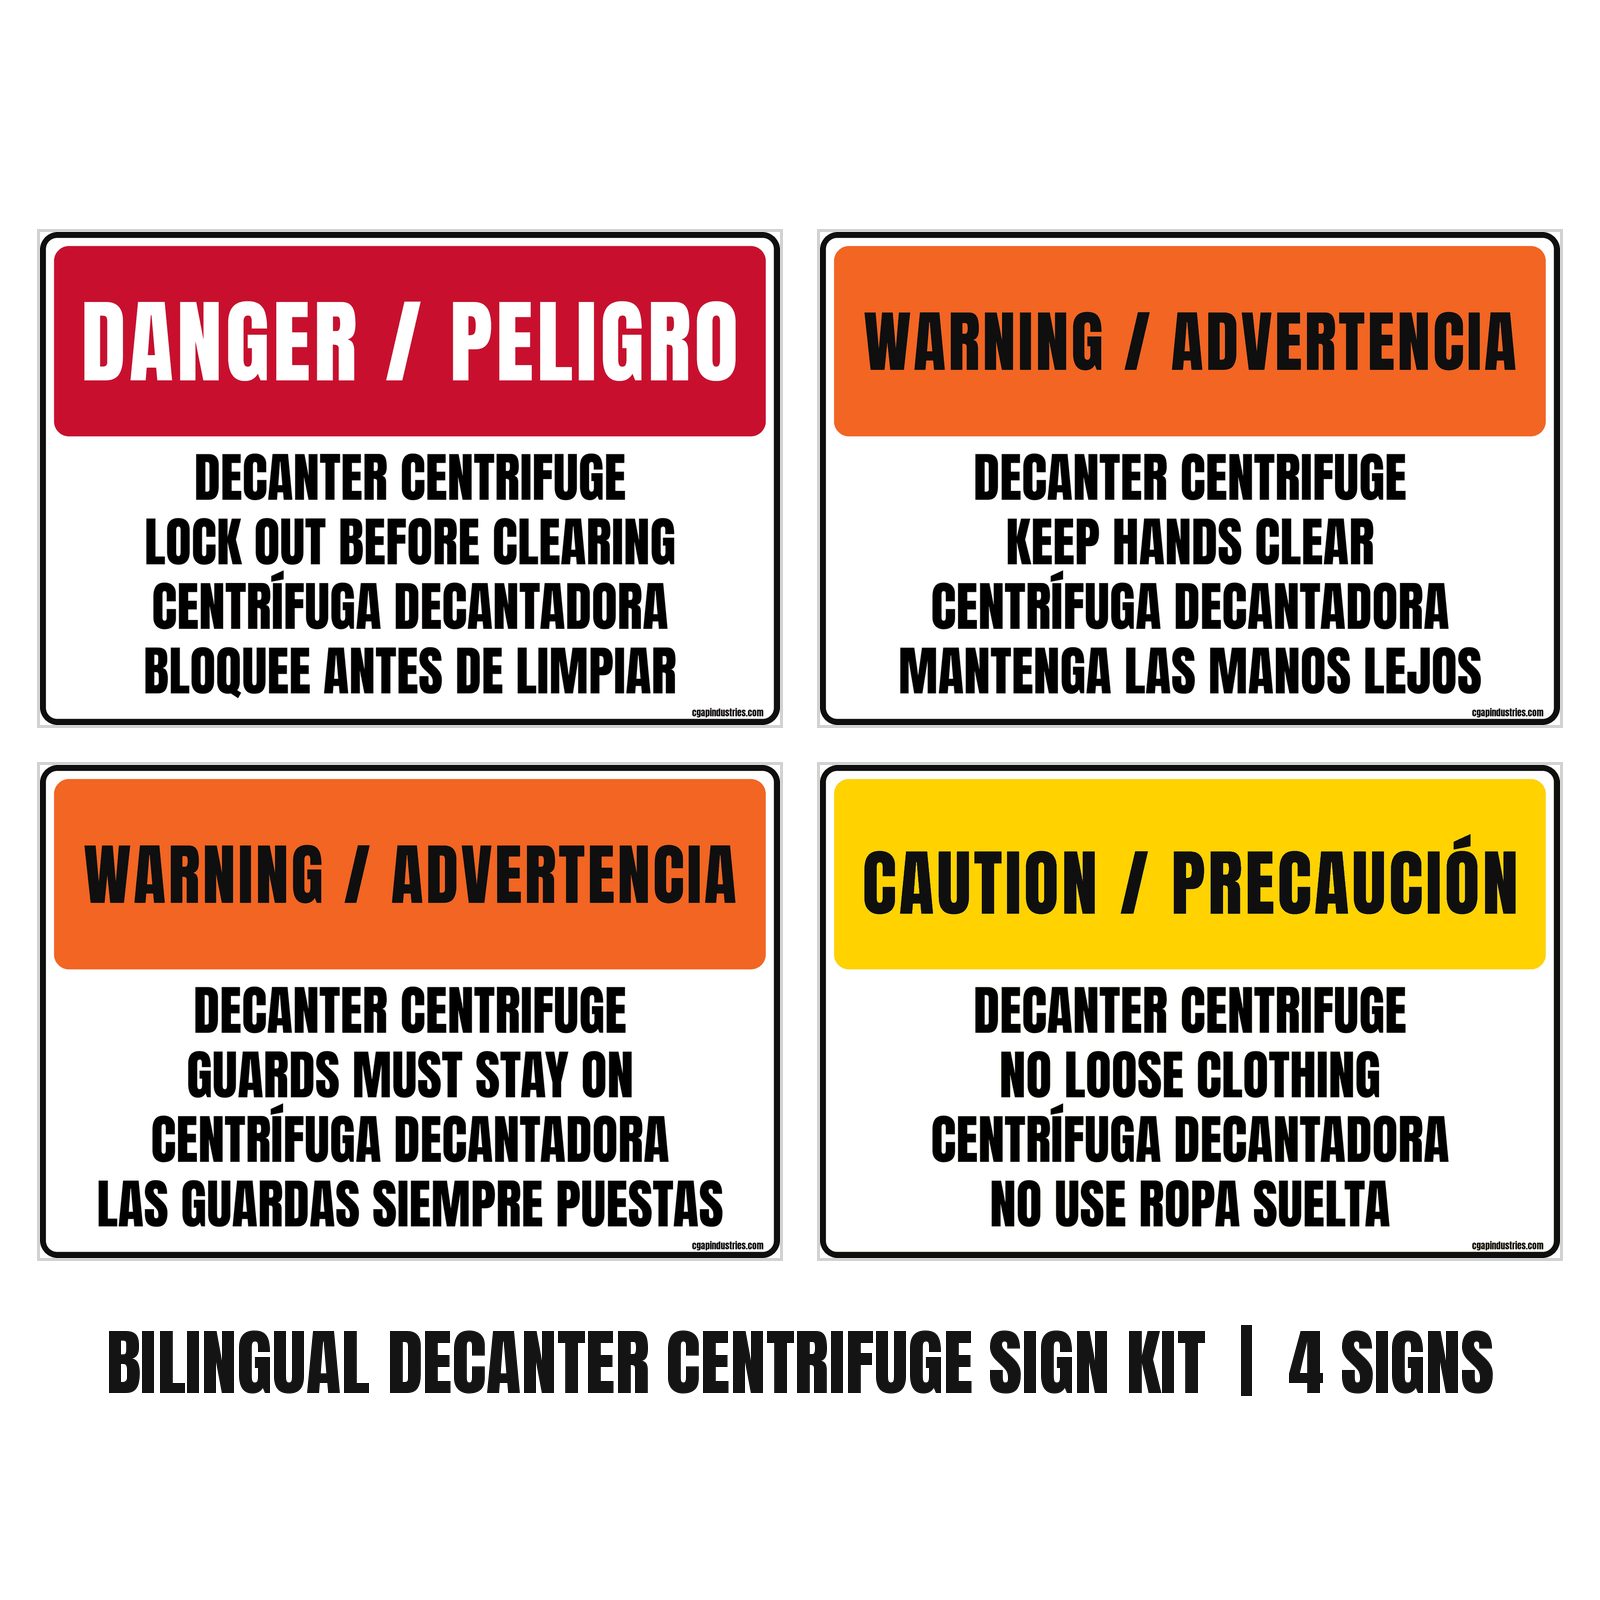 DANGER / PELIGRO
DECANTER CENTRIFUGE
LOCK OUT BEFORE CLEARING
CENTRÍFUGA DECANTADORA
BLOQUEE ANTES DE LIMPIAR
cgapindustries.com
WARNING / ADVERTENCIA
DECANTER CENTRIFUGE
KEEP HANDS CLEAR
CENTRÍFUGA DECANTADORA
MANTENGA LAS MANOS LEJOS
cgapindustries.com
WARNING / ADVERTENCIA
DECANTER CENTRIFUGE
GUARDS MUST STAY ON
CENTRÍFUGA DECANTADORA
LAS GUARDAS SIEMPRE PUESTAS
cgapindustries.com
CAUTION / PRECAUCIÓN
DECANTER CENTRIFUGE
NO LOOSE CLOTHING
CENTRÍFUGA DECANTADORA
NO USE ROPA SUELTA
cgapindustries.com
BILINGUAL DECANTER CENTRIFUGE SIGN KIT | 4 SIGNS